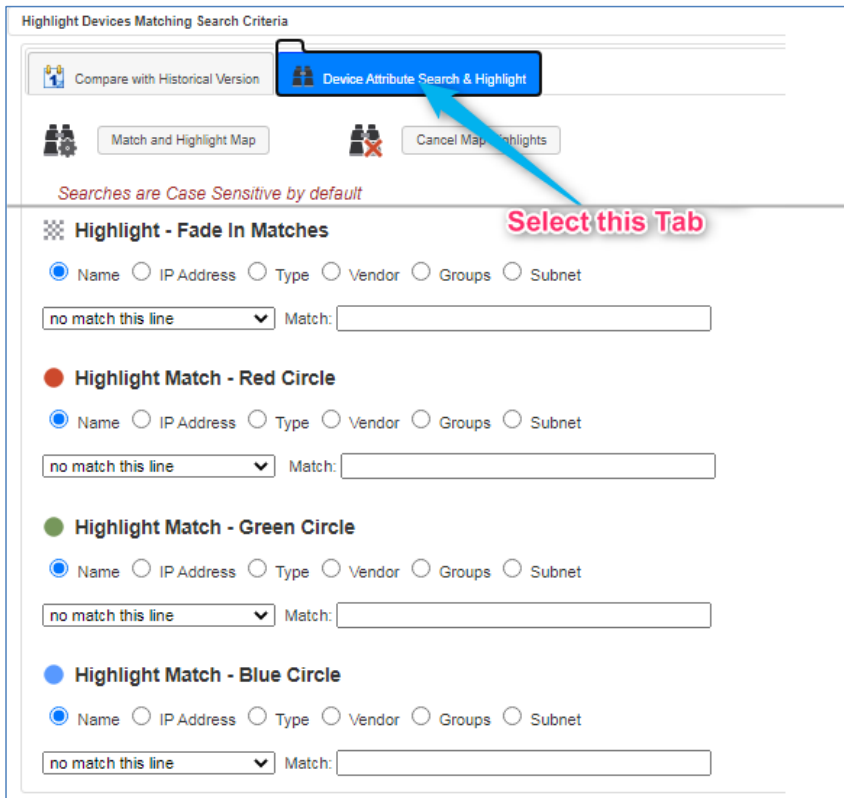 Highlight Devices Matching Search Criteria
1 Compare with Historical Version Device Attribute Search & Highlight
Match and Highlight Map Cancel Map Highlights
Searches are Case Sensitive by default
Select this Tab
Highlight - Fade In Matches
Name IP Address Type Vendor Groups Subnet
no match this line Match:
Highlight Match - Red Circle
Name IP Address Type Vendor Groups Subnet
no match this line Match:
Highlight Match - Green Circle
Name IP Address Type Vendor Groups Subnet
no match this line Match:
Highlight Match - Blue Circle
Name IP Address Type Vendor Groups Subnet
no match this line Match: